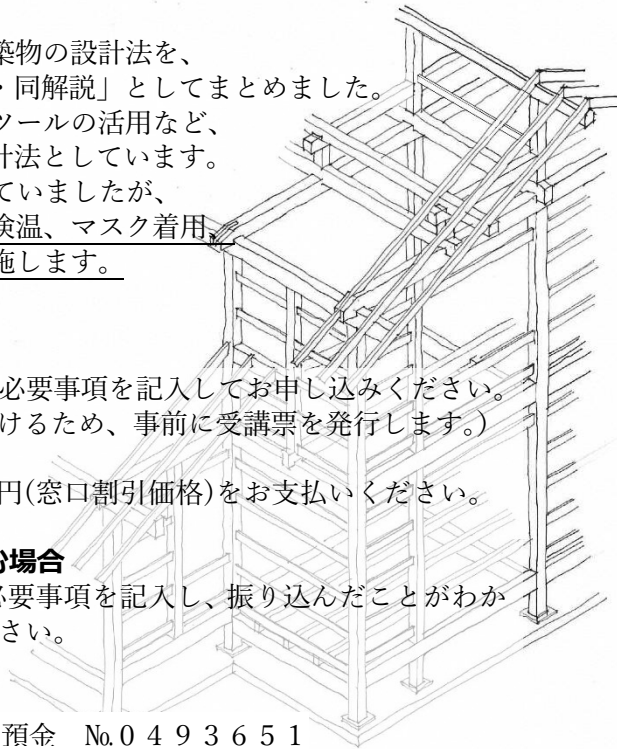 築物の設計法を、
・同解説」としてまとめました。
ツールの活用など、
計法としています。
ていましたが、
検温、マスク着用、
施します。
必要事項を記入してお申し込みください。
けるため、事前に受講票を発行します。）
円(窓口割引価格)をお支払いください。
場合
必要事項を記入し、振り込んだことがわか
さい。
預金　№０４９３６５１